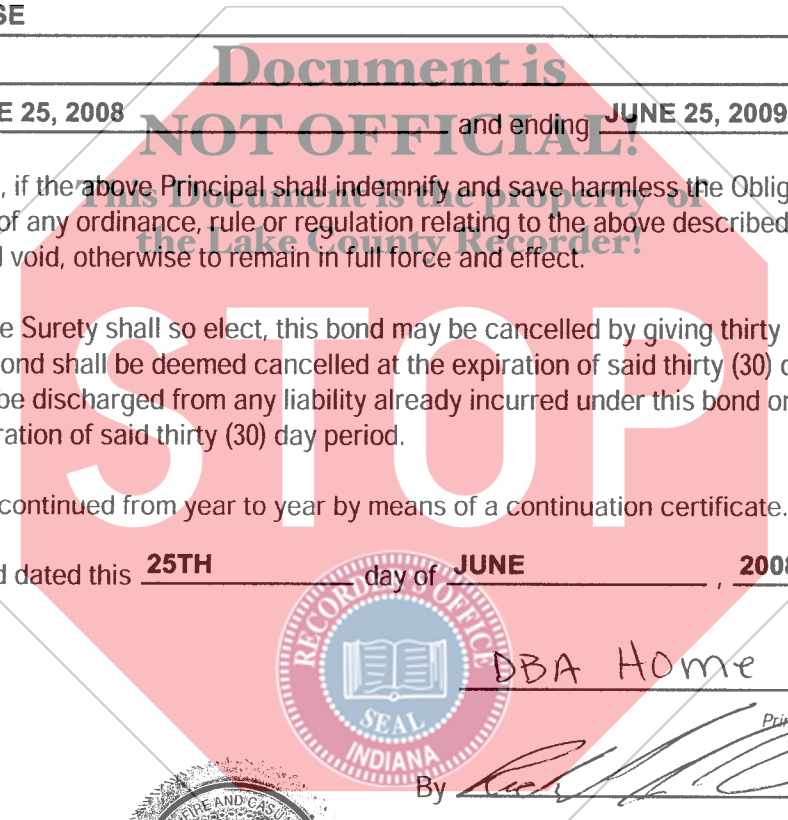 SE
Document is
E 25, 2008 and ending JUNE 25, 2009
NOT OFFICIAL!
, if the above Principal shall indemnify and save harmless the Oblig
This Document is the property of
of any ordinance, rule or regulation relating to the above described
the Lake County Recorder!
d void, otherwise to remain in full force and effect.
e Surety shall so elect, this bond may be cancelled by giving thirty
ond shall be deemed cancelled at the expiration of said thirty (30) d
be discharged from any liability already incurred under this bond or
ration of said thirty (30) day period.
STOP
continued from year to year by means of a continuation certificate.
d dated this 25TH day of JUNE , 2008
RECORDER'S OFFICE
SEAL
INDIANA
DBA Home
Prin
By
FIRE AND CASU